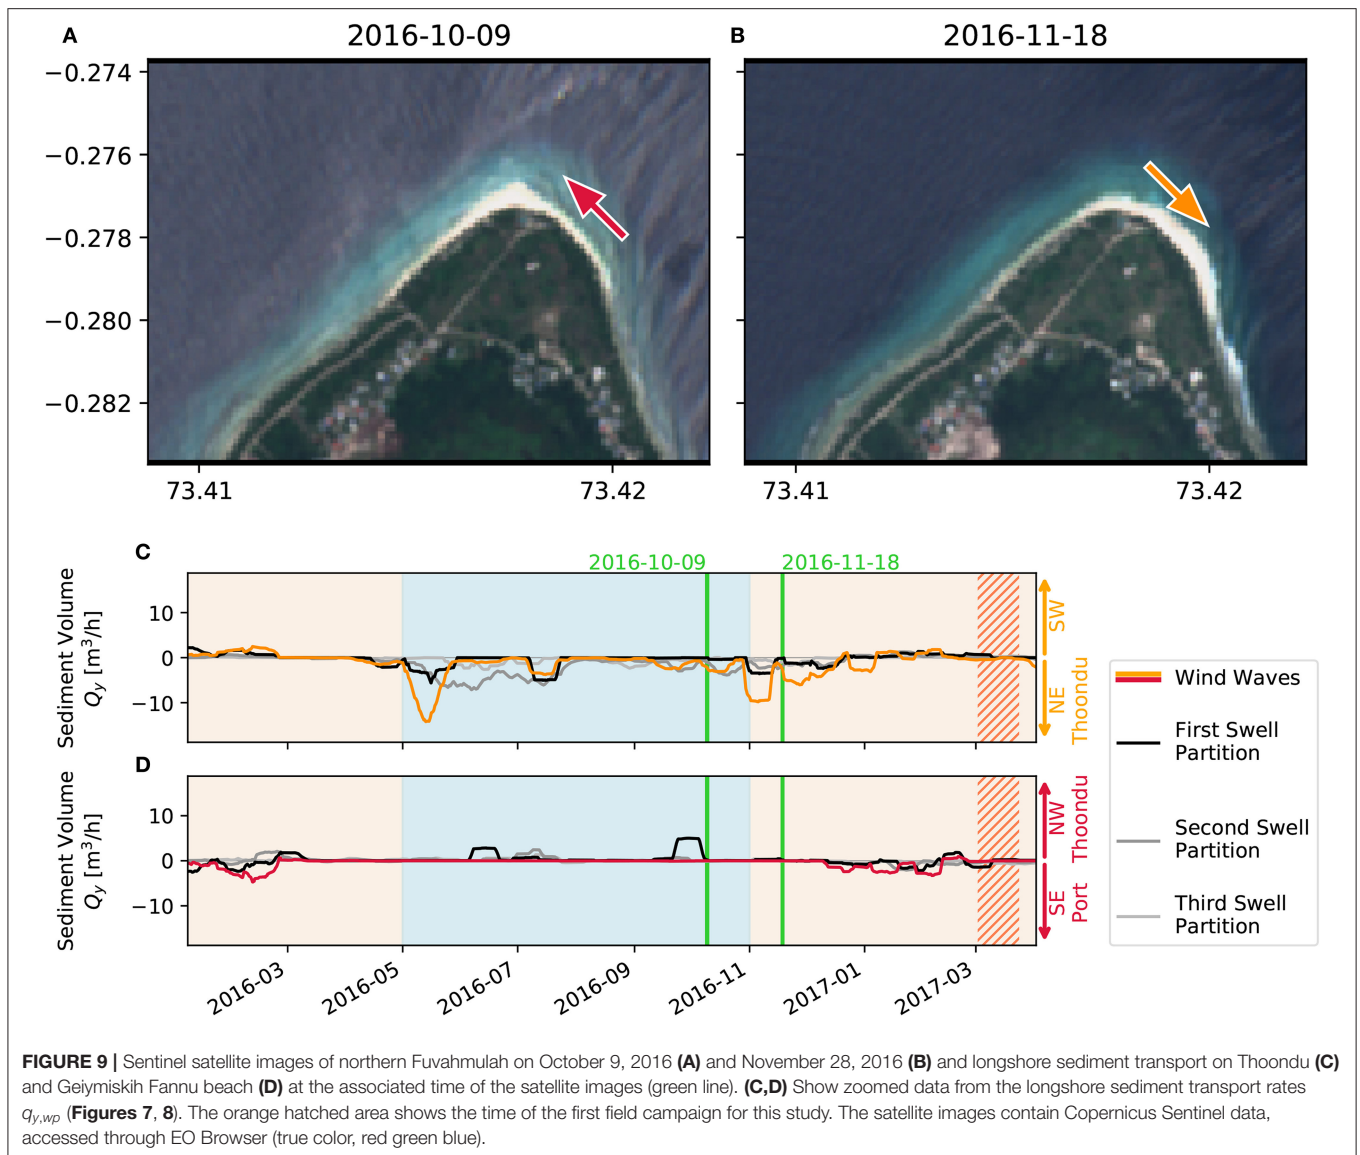 A
2016-10-09
B
2016-11-18
−0.274
−0.276
−0.278
−0.280
−0.282
73.41
73.42
73.41
73.42
C
2016-10-09
2016-11-18
Sediment Volume
Qy [m³/h]
10
0
−10
SW
NE
Thoondu
D
Sediment Volume
Qy [m³/h]
10
0
−10
NW
Thoondu
SE
Port
2016-03
2016-05
2016-07
2016-09
2016-11
2017-01
2017-03
Wind Waves
First Swell
Partition
Second Swell
Partition
Third Swell
Partition
FIGURE 9 | Sentinel satellite images of northern Fuvahmulah on October 9, 2016 (A) and November 28, 2016 (B) and longshore sediment transport on Thoondu (C)
and Geiymiskih Fannu beach (D) at the associated time of the satellite images (green line). (C,D) Show zoomed data from the longshore sediment transport rates
qy,wp (Figures 7, 8). The orange hatched area shows the time of the first field campaign for this study. The satellite images contain Copernicus Sentinel data,
accessed through EO Browser (true color, red green blue).